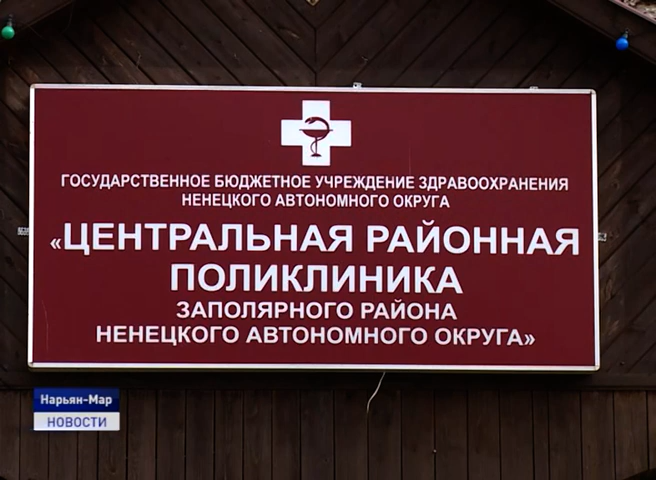 ГОСУДАРСТВЕННОЕ БЮДЖЕТНОЕ УЧРЕЖДЕНИЕ ЗДРАВООХРАНЕНИЯ
НЕНЕЦКОГО АВТОНОМНОГО ОКРУГА
«ЦЕНТРАЛЬНАЯ РАЙОННАЯ
ПОЛИКЛИНИКА
ЗАПОЛЯРНОГО РАЙОНА
НЕНЕЦКОГО АВТОНОМНОГО ОКРУГА»
Нарьян-Мар
НОВОСТИ